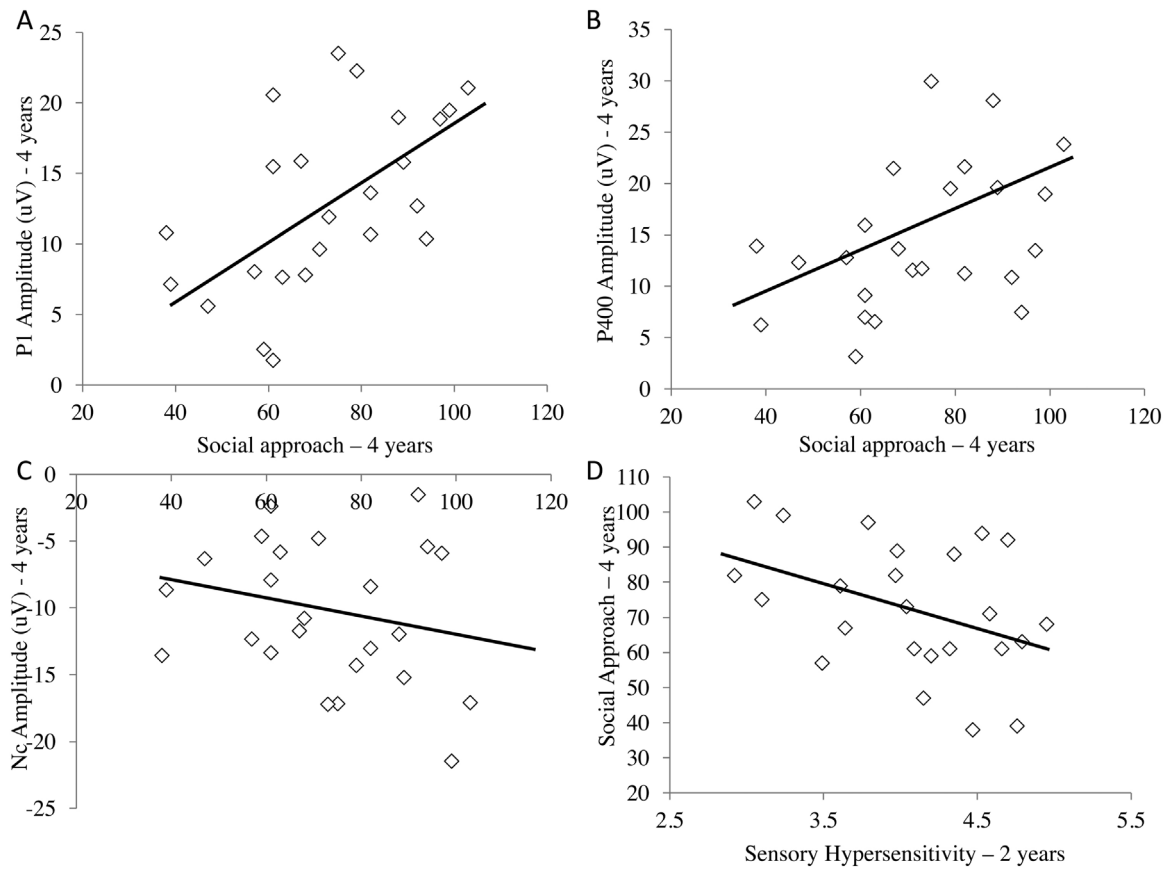 A
P1 Amplitude (uV) - 4 years
25
20
15
10
5
0
20 40 60 80 100 120
Social approach – 4 years
B
P400 Amplitude (uV) - 4 years
35
30
25
20
15
10
5
0
20 40 60 80 100 120
Social approach – 4 years
C
Nc Amplitude (uV) - 4 years
0
20 40 60 80 100 120
-5
-10
-15
-20
-25
D
Social Approach – 4 years
110
100
90
80
70
60
50
40
30
20
2.5 3.5 4.5 5.5
Sensory Hypersensitivity – 2 years